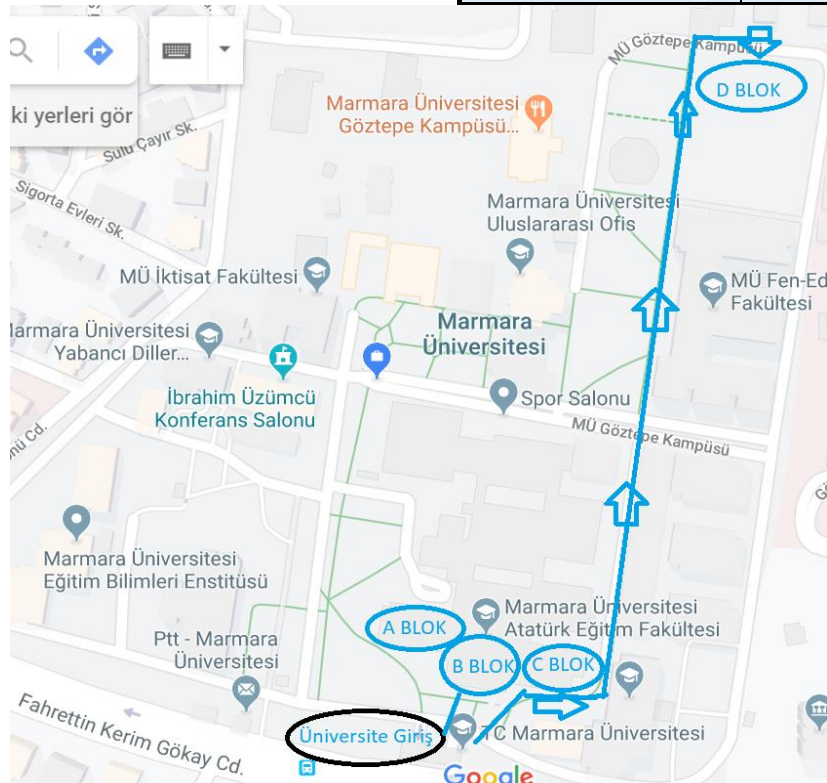 MÜ Göztepe Kampüsü
D BLOK
ki yerleri gör
Marmara Üniversitesi
Göztepe Kampüsü...
Sulu Çayır Sk.
Sigorta Evleri Sk.
Marmara Üniversitesi
Uluslararası Ofis
MÜ İktisat Fakültesi
MÜ Fen-Ed
Fakültesi
Marmara
Üniversitesi
Marmara Üniversitesi
Yabancı Diller...
İbrahim Üzümcü
Konferans Salonu
Spor Salonu
MÜ Göztepe Kampüsü
nü Cd.
Marmara Üniversitesi
Eğitim Bilimleri Enstitüsü
Marmara Üniversitesi
Atatürk Eğitim Fakültesi
A BLOK
B BLOK
C BLOK
Ptt - Marmara
Üniversitesi
Fahrettin Kerim Gökay Cd.
Üniversite Giriş
TC Marmara Üniversitesi
Google